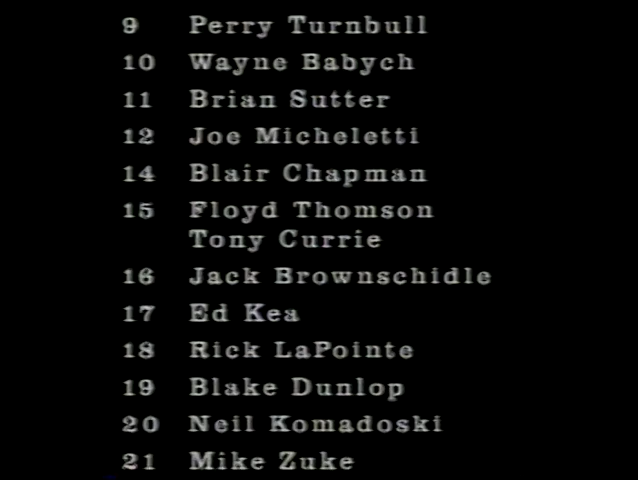 9 Perry Turnbull
10 Wayne Babych
11 Brian Sutter
12 Joe Micheletti
14 Blair Chapman
15 Floyd Thomson
Tony Currie
16 Jack Brownschidle
17 Ed Kea
18 Rick LaPointe
19 Blake Dunlop
20 Neil Komadoski
21 Mike Zuke